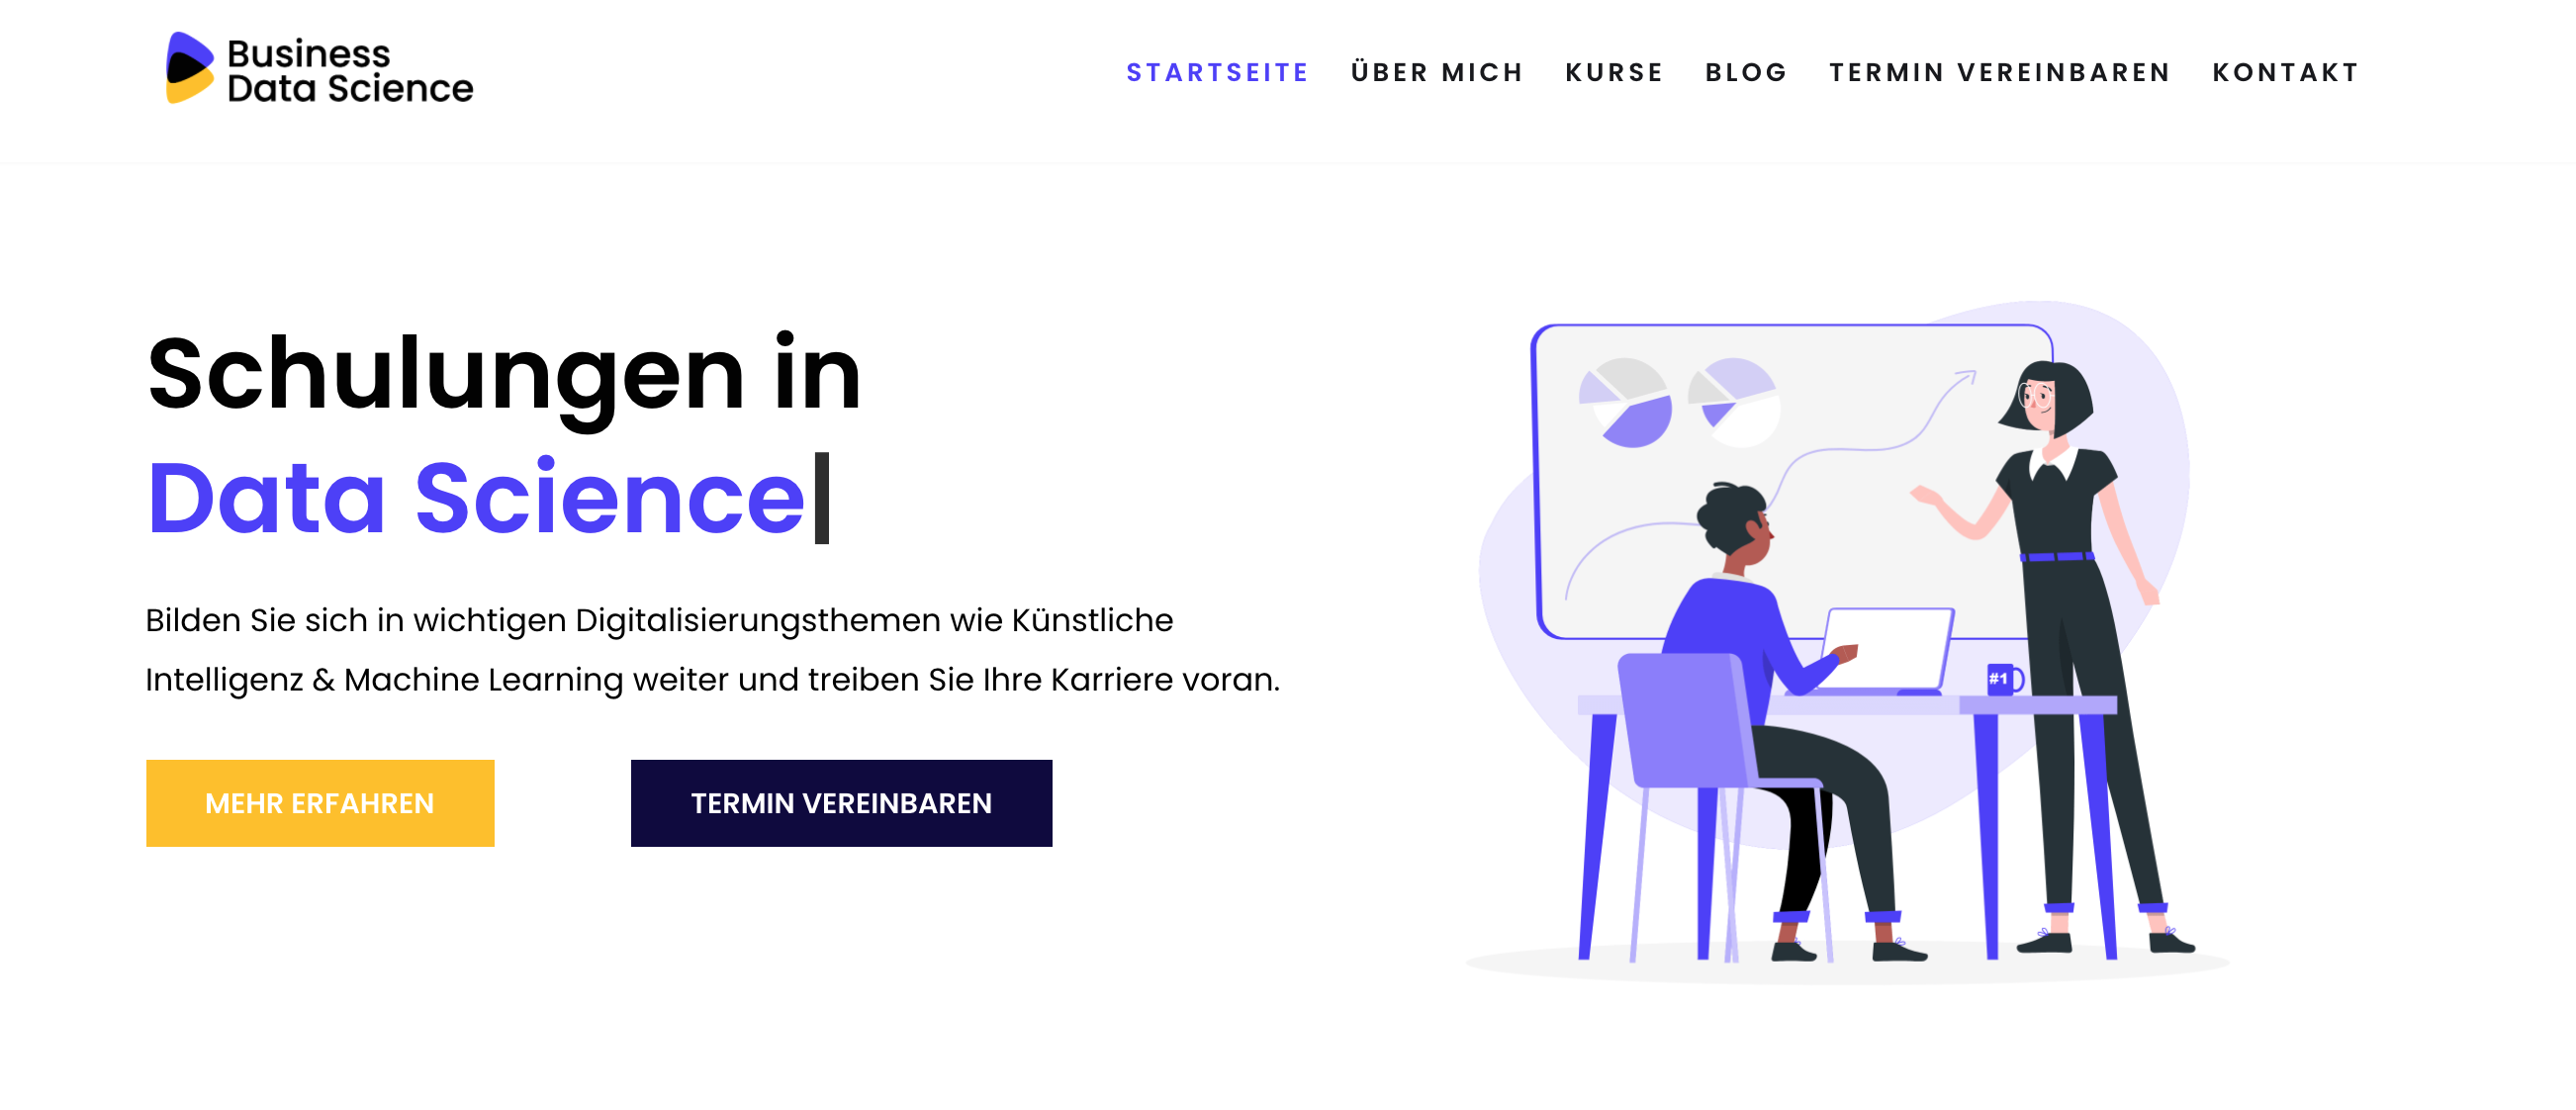 Business
Data Science
STARTSEITE ÜBER MICH KURSE BLOG TERMIN VEREINBAREN KONTAKT
Schulungen in
Data Science
Bilden Sie sich in wichtigen Digitalisierungsthemen wie Künstliche
Intelligenz & Machine Learning weiter und treiben Sie Ihre Karriere voran.
MEHR ERFAHREN TERMIN VEREINBAREN
#1